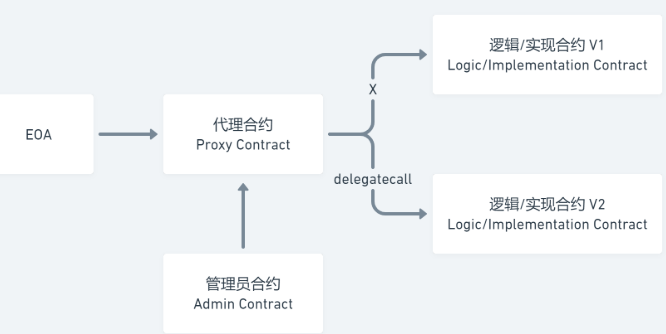 逻辑/实现合约 V1
Logic/Implementation Contract
X
EOA
代理合约
Proxy Contract
delegatecall
逻辑/实现合约 V2
Logic/Implementation Contract
管理员合约
Admin Contract